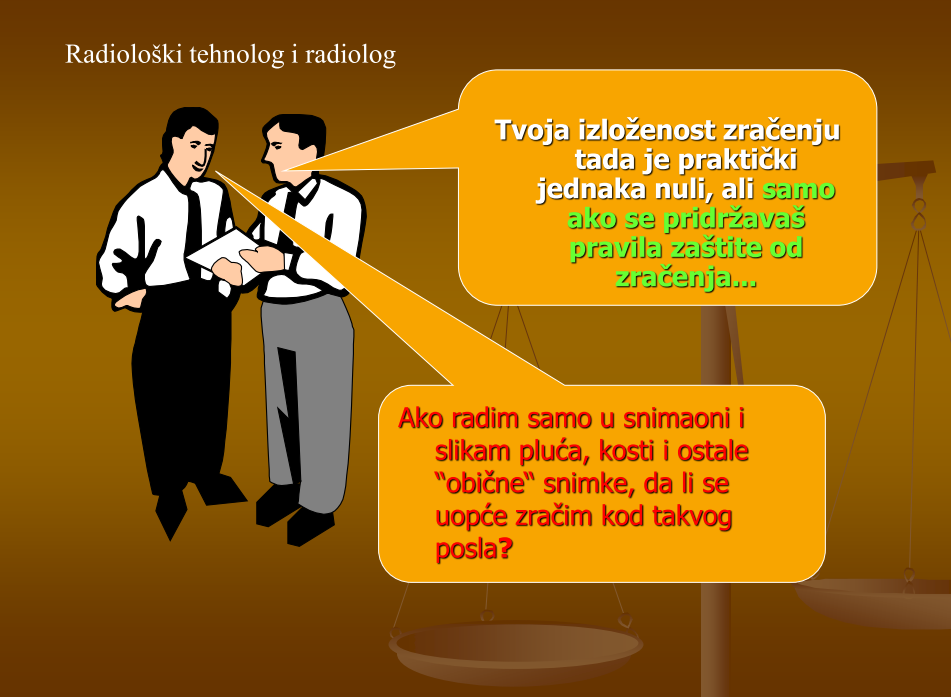 Radiološki tehnolog i radiolog
Tvoja izloženost zračenju
tada je praktički
jednaka nuli, ali samo
ako se pridržavaš
pravila zaštite od
zračenja...
Ako radim samo u snimaoni i
slikam pluća, kosti i ostale
“obične“ snimke, da li se
uopće zračim kod takvog
posla?